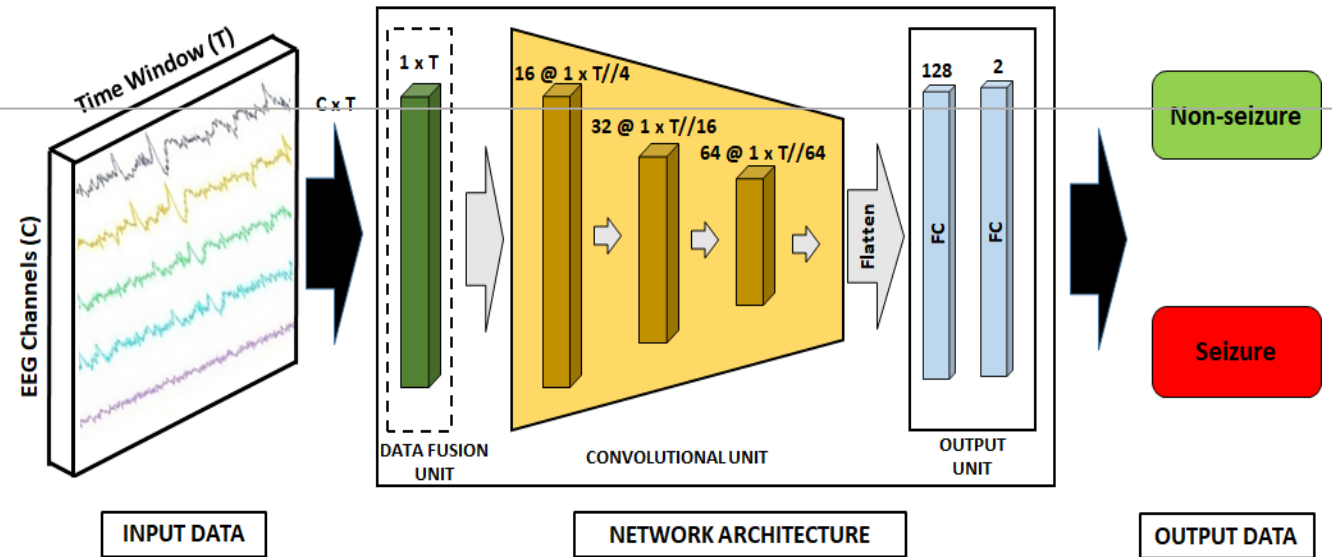 Time Window (T)
EEG Channels (C)
C x T
1 x T
16 @ 1 x T//4
32 @ 1 x T//16
64 @ 1 x T//64
Flatten
128
2
FC
FC
DATA FUSION
UNIT
CONVOLUTIONAL UNIT
OUTPUT
UNIT
Non-seizure
Seizure
INPUT DATA
NETWORK ARCHITECTURE
OUTPUT DATA